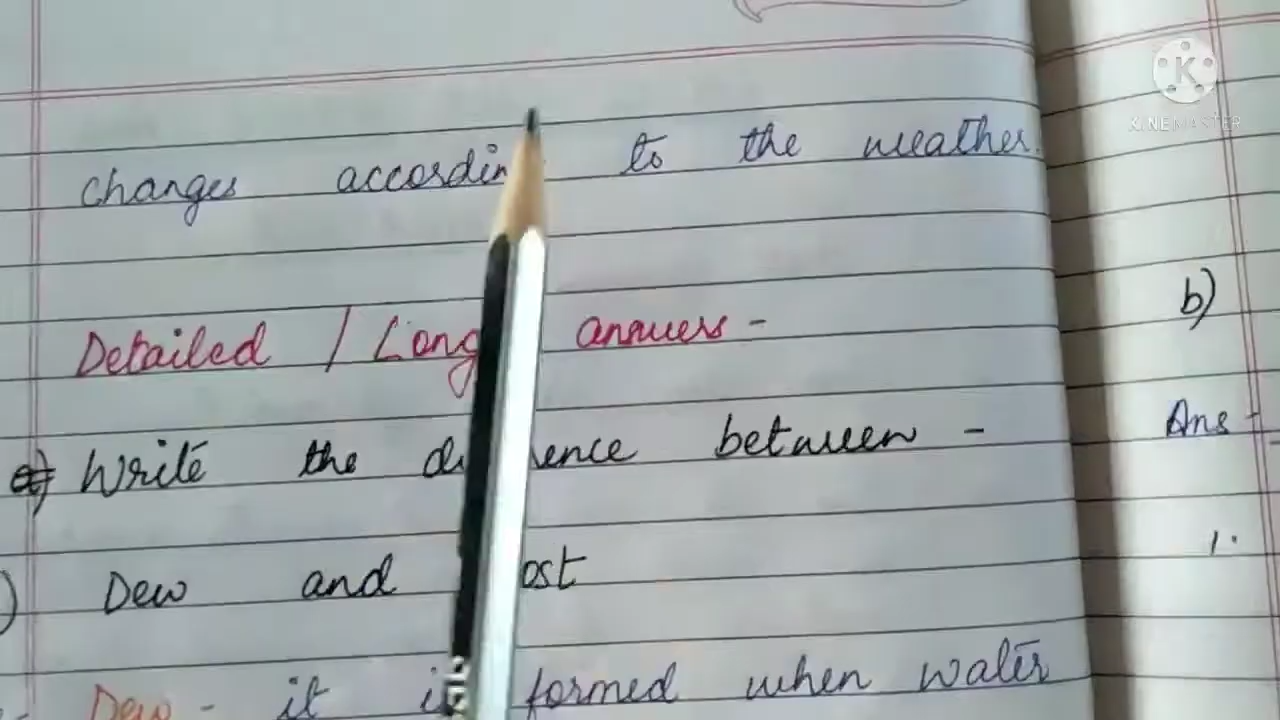 changes accordin to the weather.
Detailed / Long answers -
a) Write the ence between -
) Dew and ost
Dew - it formed when water
b)
Ans -
1.
KINEMASTER